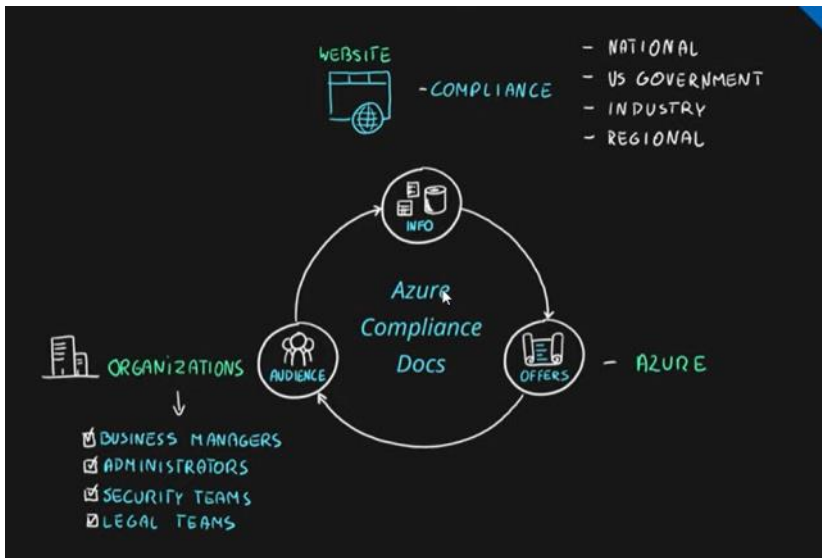 WEBSITE
- COMPLIANCE
- NATIONAL
- US GOVERNMENT
- INDUSTRY
- REGIONAL
INFO
Azure
Compliance
Docs
ORGANIZATIONS
AUDIENCE
OFFERS
- AZURE
BUSINESS MANAGERS
ADMINISTRATORS
SECURITY TEAMS
LEGAL TEAMS